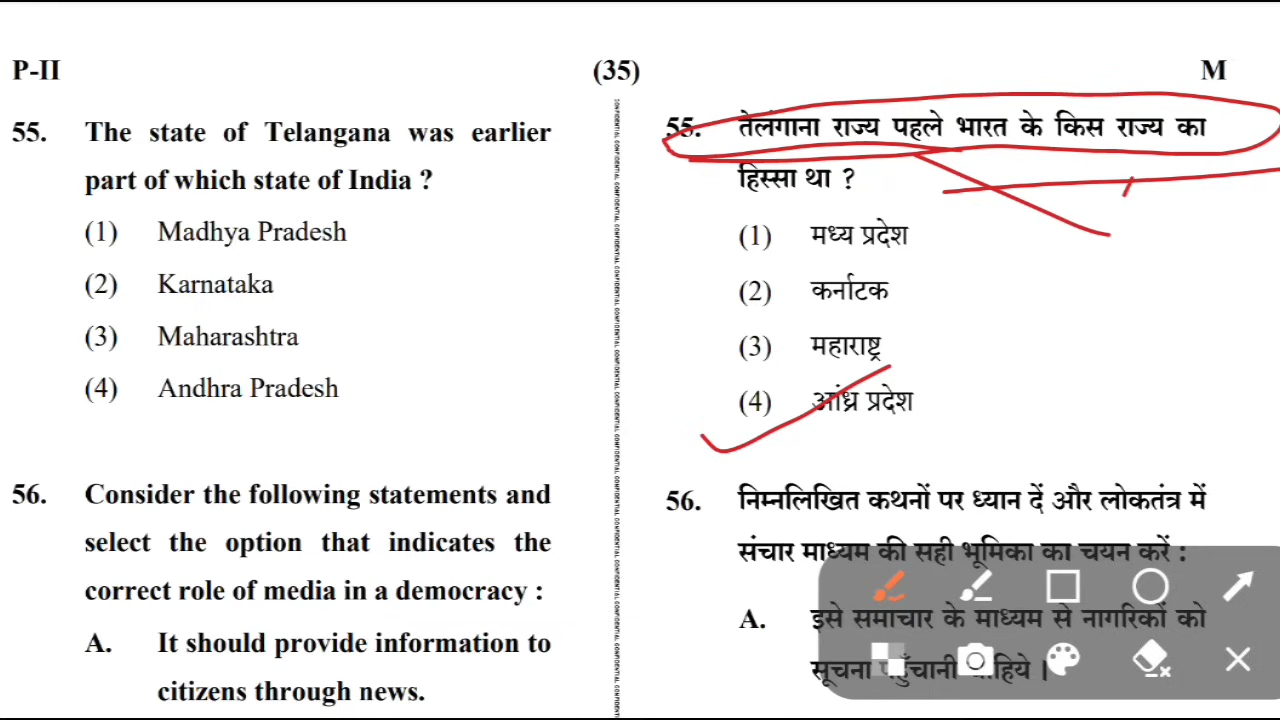 P-II
(35)
M
55. The state of Telangana was earlier
part of which state of India ?
(1) Madhya Pradesh
(2) Karnataka
(3) Maharashtra
(4) Andhra Pradesh
56. Consider the following statements and
select the option that indicates the
correct role of media in a democracy :
A. It should provide information to
citizens through news.
55. तेलंगाना राज्य पहले भारत के किस राज्य का
हिस्सा था ?
(1) मध्य प्रदेश
(2) कर्नाटक
(3) महाराष्ट्र
(4) आंध्र प्रदेश
56. निम्नलिखित कथनों पर ध्यान दें और लोकतंत्र में
संचार माध्यम की सही भूमिका का चयन करें :
A. इसे समाचार के माध्यम से नागरिकों को
सूचना पहुँचानी चाहिये ।